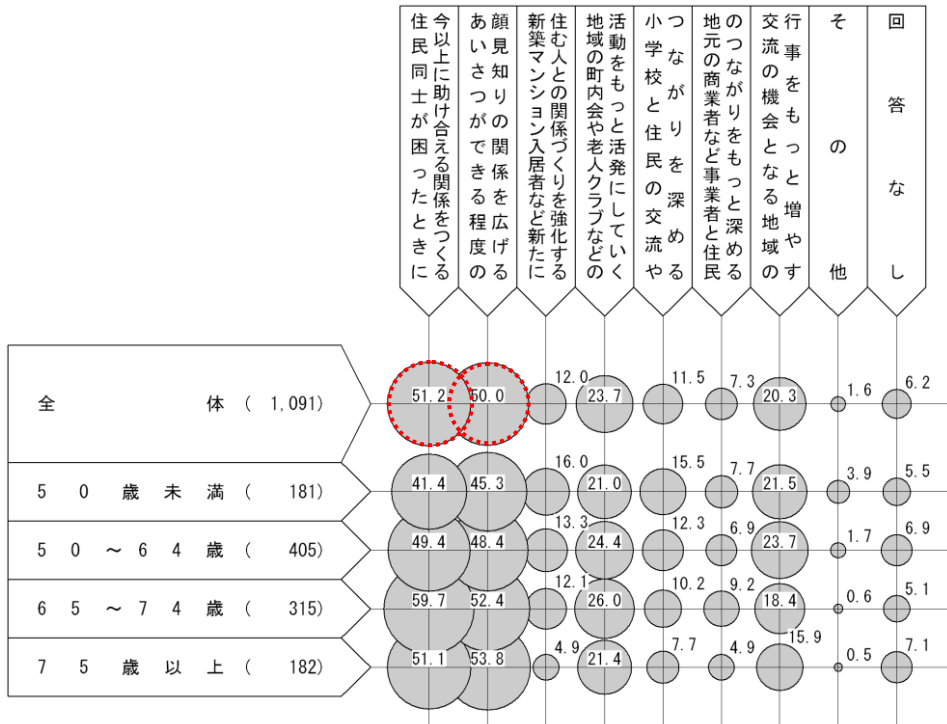 住民同士が困ったときに
今以上に助け合える関係をつくる
あいさつができる程度の
顔見知りの関係を広げる
新築マンション入居者など新たに
住む人との関係づくりを強化する
地域の町内会や老人クラブなどの
活動をもっと活発にしていく
小学校と住民の交流や
つながりを深める
地元の商業者など事業者と住民
のつながりをもっと深める
交流の機会となる地域の
行事をもっと増やす
その他
回答なし
全体 ( 1,091)
51.2 50.0 12.0 23.7 11.5 7.3 20.3 1.6 6.2
50歳未満 ( 181)
41.4 45.3 16.0 21.0 15.5 7.7 21.5 3.9 5.5
50~64歳 ( 405)
49.4 48.4 13.3 24.4 12.3 6.9 23.7 1.7 6.9
65~74歳 ( 315)
59.7 52.4 12.1 26.0 10.2 9.2 18.4 0.6 5.1
75歳以上 ( 182)
51.1 53.8 4.9 21.4 7.7 4.9 15.9 0.5 7.1